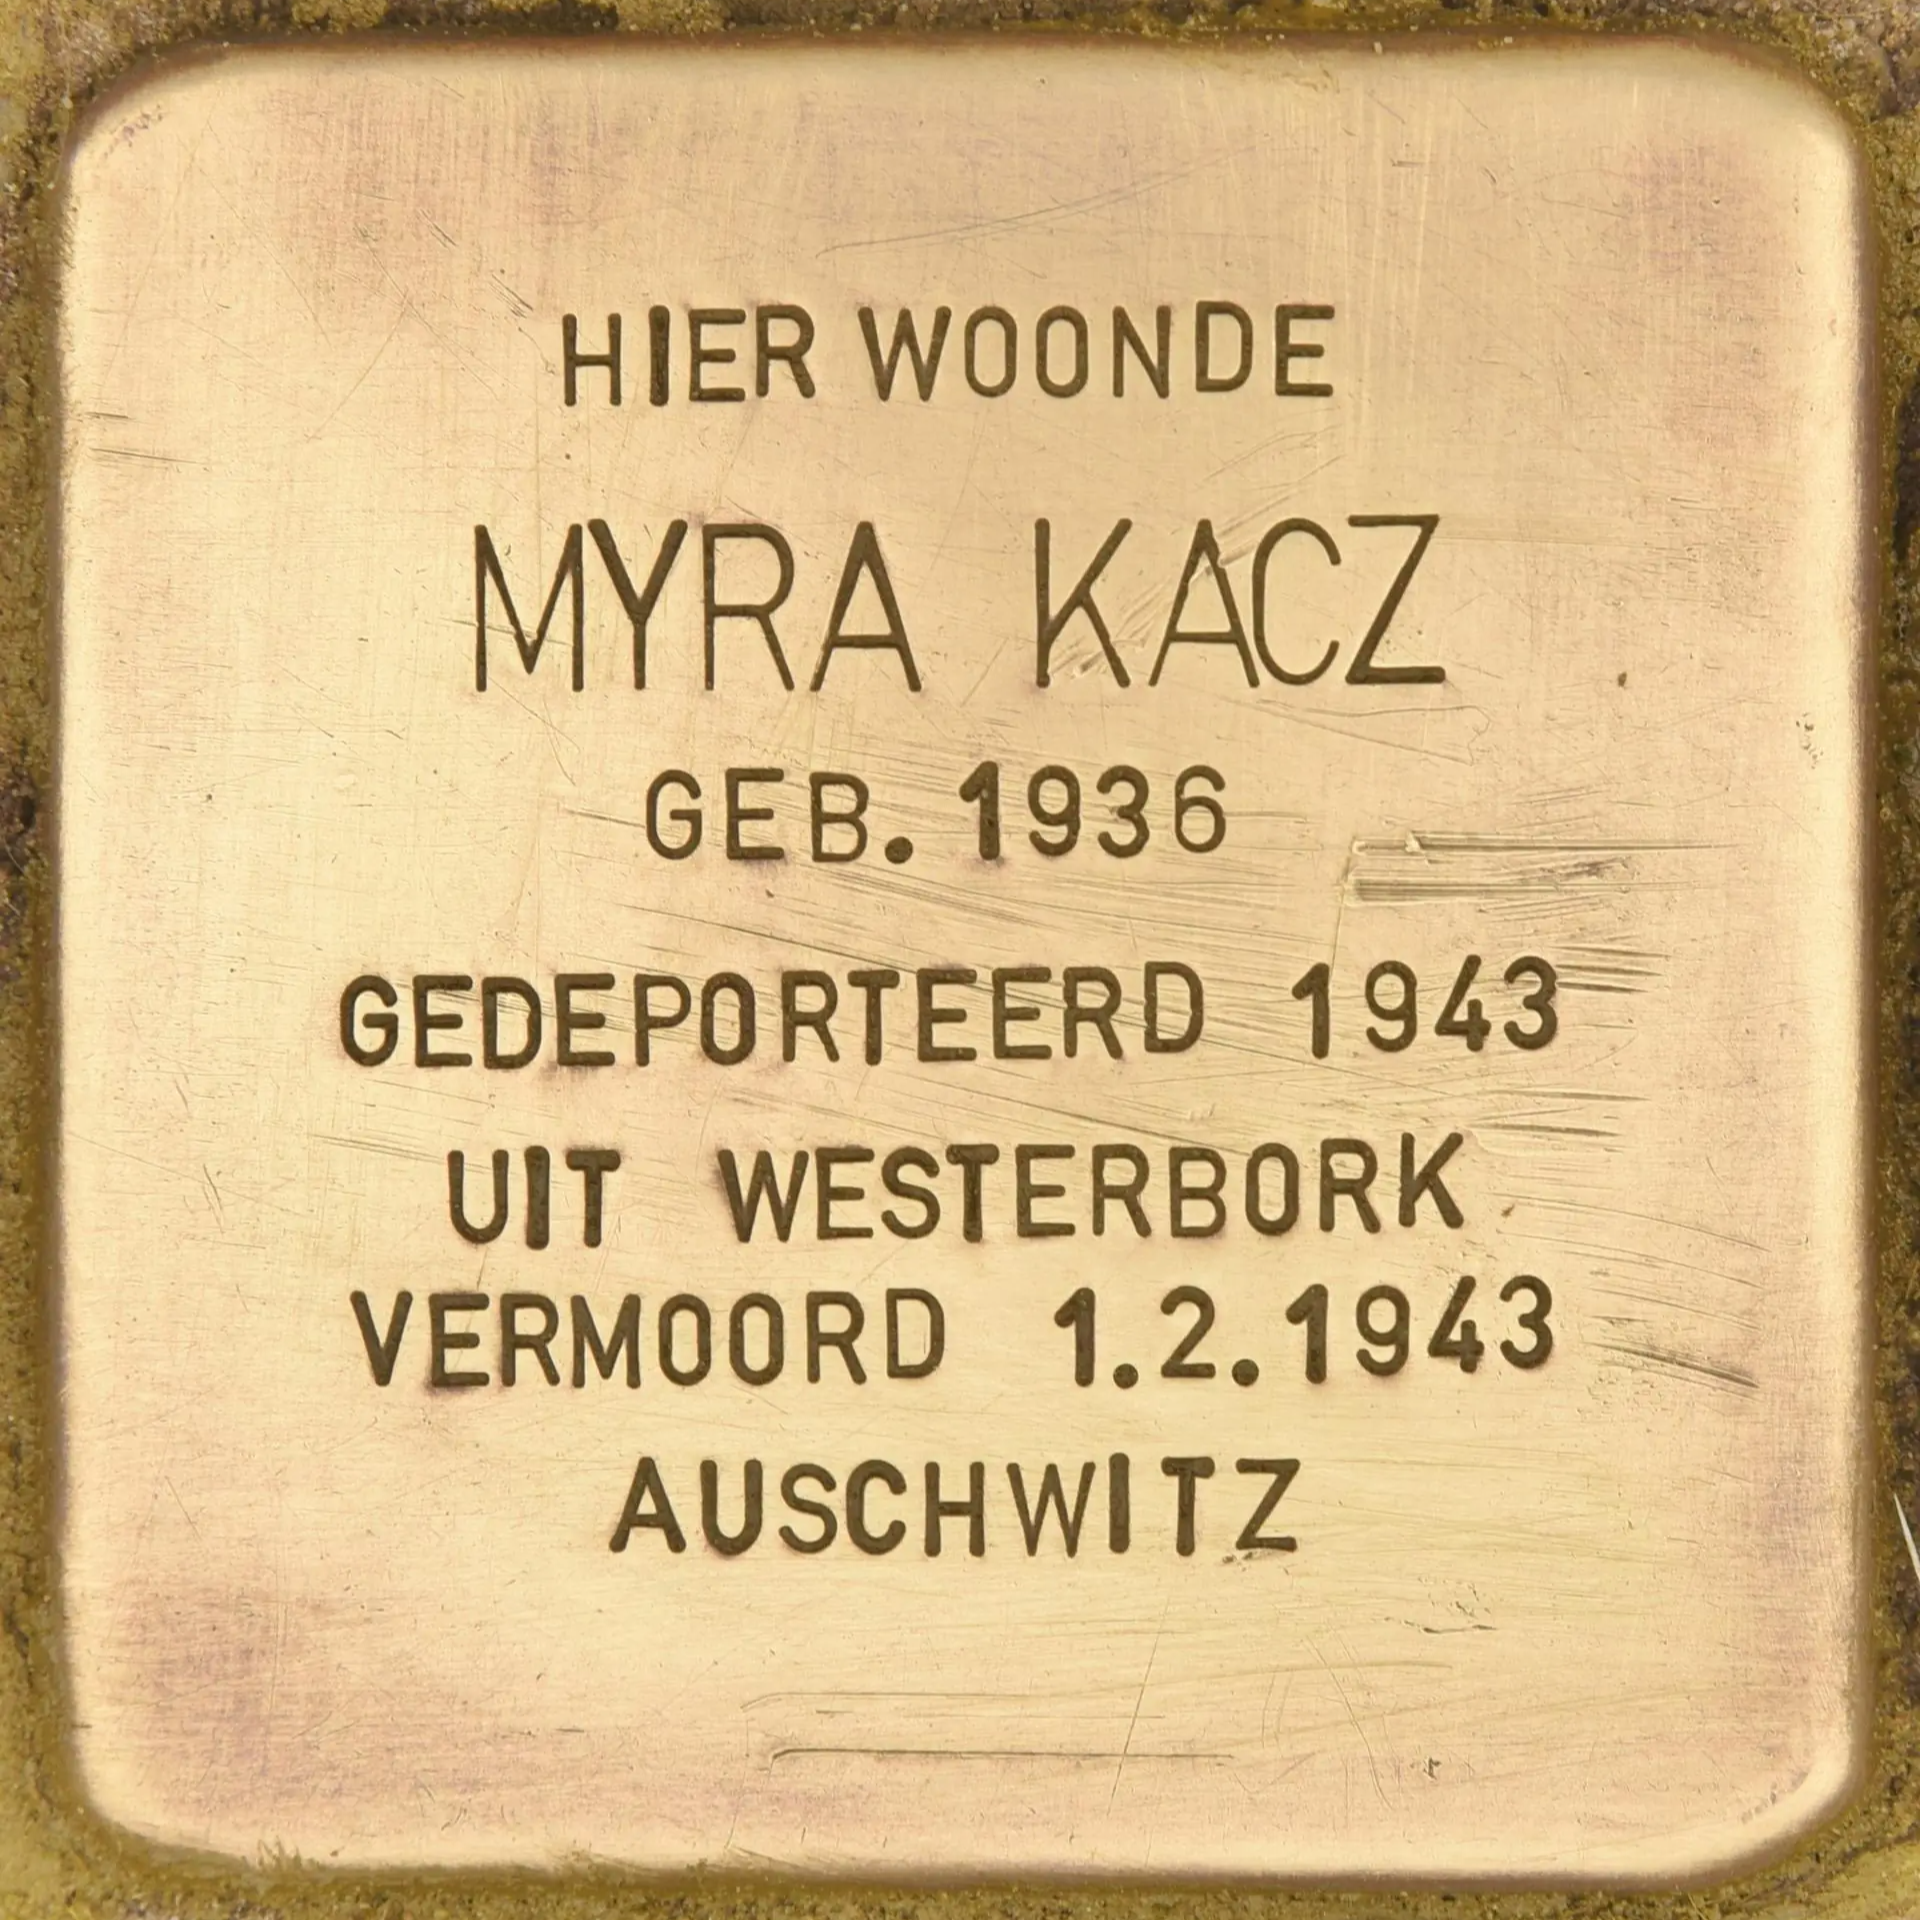 HIER WOONDE
MYRA KACZ
GEB. 1936
GEDEPORTEERD 1943
UIT WESTERBORK
VERMOORD 1.2.1943
AUSCHWITZ